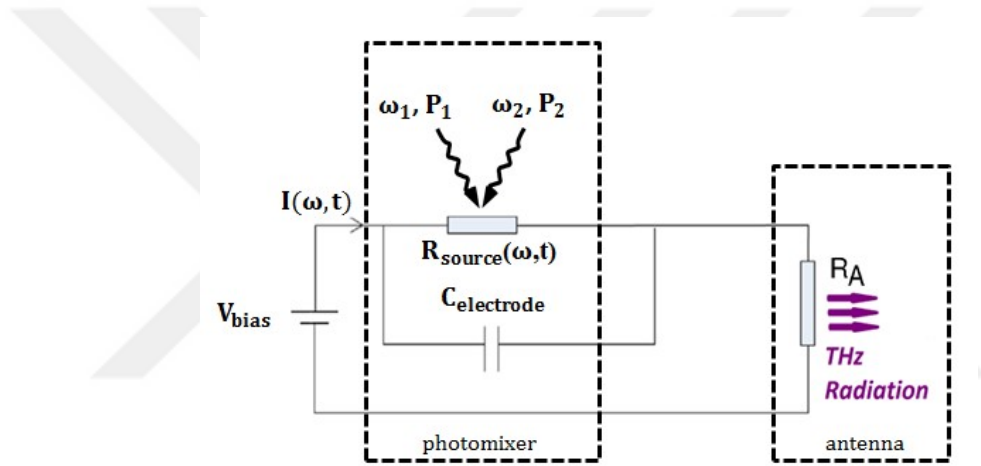 ω₁, P₁ ω₂, P₂
I(ω,t)
R_source(ω,t)
C_electrode
V_bias
R_A
THz
Radiation
photomixer
antenna